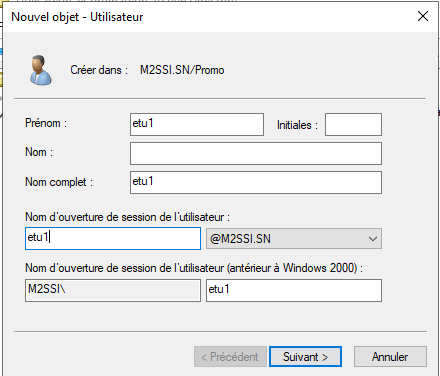 Nouvel objet - Utilisateur
Créer dans : M2SSI.SN/Promo
Prénom : etu1 Initiales :
Nom :
Nom complet : etu1
Nom d'ouverture de session de l'utilisateur :
etu1 @M2SSI.SN
Nom d'ouverture de session de l'utilisateur (antérieur à Windows 2000) :
M2SSI\ etu1
< Précédent Suivant > Annuler